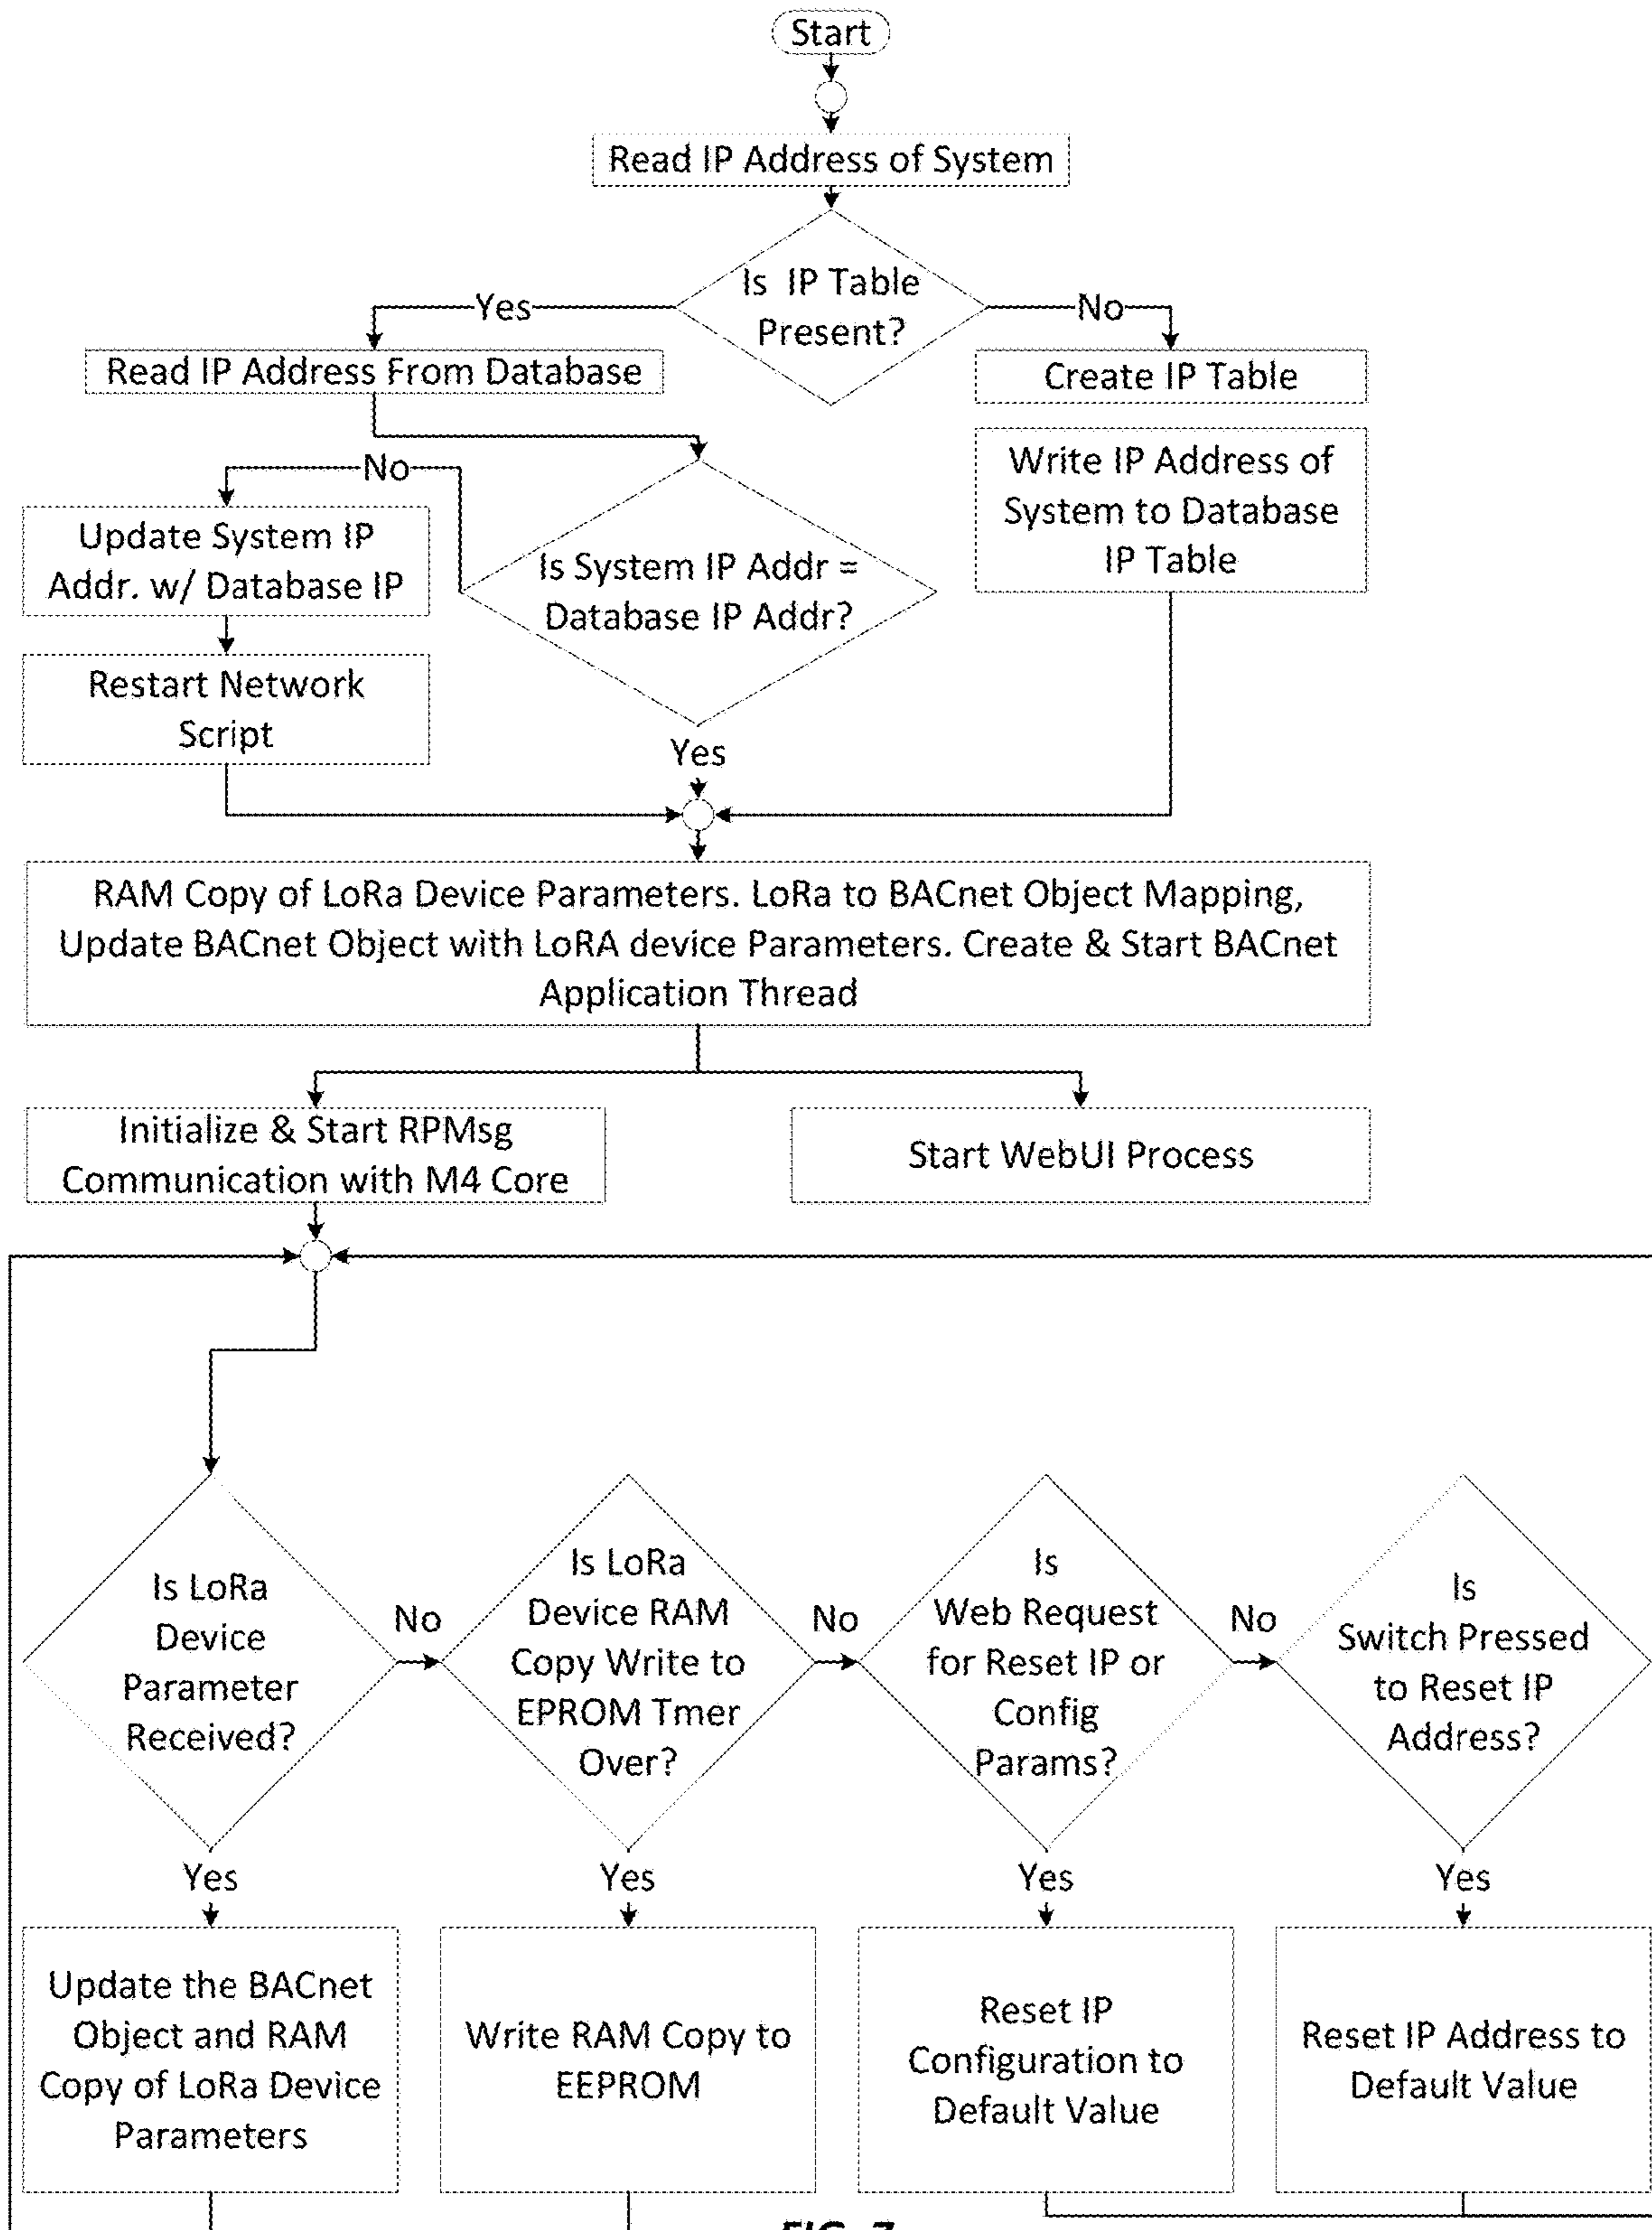 Start
Read IP Address of System
Is IP Table
Present?
Yes
No
Read IP Address From Database
Create IP Table
Write IP Address of
System to Database
IP Table
No
Update System IP
Addr. w/ Database IP
Is System IP Addr =
Database IP Addr?
Restart Network
Script
Yes
RAM Copy of LoRa Device Parameters. LoRa to BACnet Object Mapping,
Update BACnet Object with LoRA device Parameters. Create & Start BACnet
Application Thread
Initialize & Start RPMsg
Communication with M4 Core
Start WebUI Process
Is LoRa
Device
Parameter
Received?
No
Is LoRa
Device RAM
Copy Write to
EPROM Tmer
Over?
No
Is
Web Request
for Reset IP or
Config
Params?
No
Is
Switch Pressed
to Reset IP
Address?
Yes
Yes
Yes
Yes
Update the BACnet
Object and RAM
Copy of LoRa Device
Parameters
Write RAM Copy to
EEPROM
Reset IP
Configuration to
Default Value
Reset IP Address to
Default Value
FIG. 7